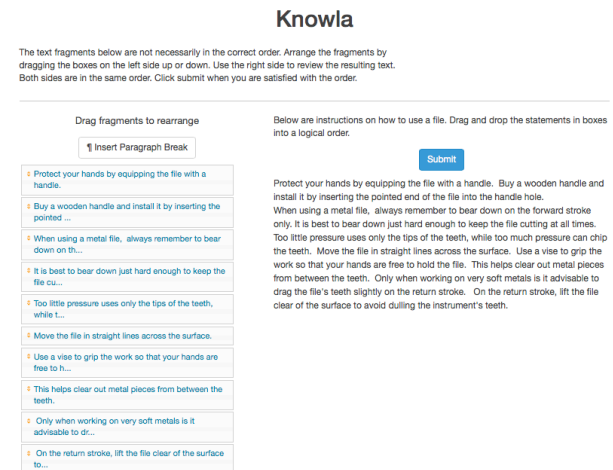 Knowla
The text fragments below are not necessarily in the correct order. Arrange the fragments by
dragging the boxes on the left side up or down. Use the right side to review the resulting text.
Both sides are in the same order. Click submit when you are satisfied with the order.
Drag fragments to rearrange
¶ Insert Paragraph Break
Protect your hands by equipping the file with a
handle.
Buy a wooden handle and install it by inserting the
pointed ...
When using a metal file, always remember to bear
down on th...
It is best to bear down just hard enough to keep the
file cu...
Too little pressure uses only the tips of the teeth,
while t...
Move the file in straight lines across the surface.
Use a vise to grip the work so that your hands are
free to h...
This helps clear out metal pieces from between the
teeth.
Only when working on very soft metals is it
advisable to dr...
On the return stroke, lift the file clear of the surface
to...
Below are instructions on how to use a file. Drag and drop the statements in boxes
into a logical order.
Submit
Protect your hands by equipping the file with a handle. Buy a wooden handle and
install it by inserting the pointed end of the file into the handle hole.
When using a metal file, always remember to bear down on the forward stroke
only. It is best to bear down just hard enough to keep the file cutting at all times.
Too little pressure uses only the tips of the teeth, while too much pressure can chip
the teeth. Move the file in straight lines across the surface. Use a vise to grip the
work so that your hands are free to hold the file. This helps clear out metal pieces
from between the teeth. Only when working on very soft metals is it advisable to
drag the file's teeth slightly on the return stroke. On the return stroke, lift the file
clear of the surface to avoid dulling the instrument's teeth.